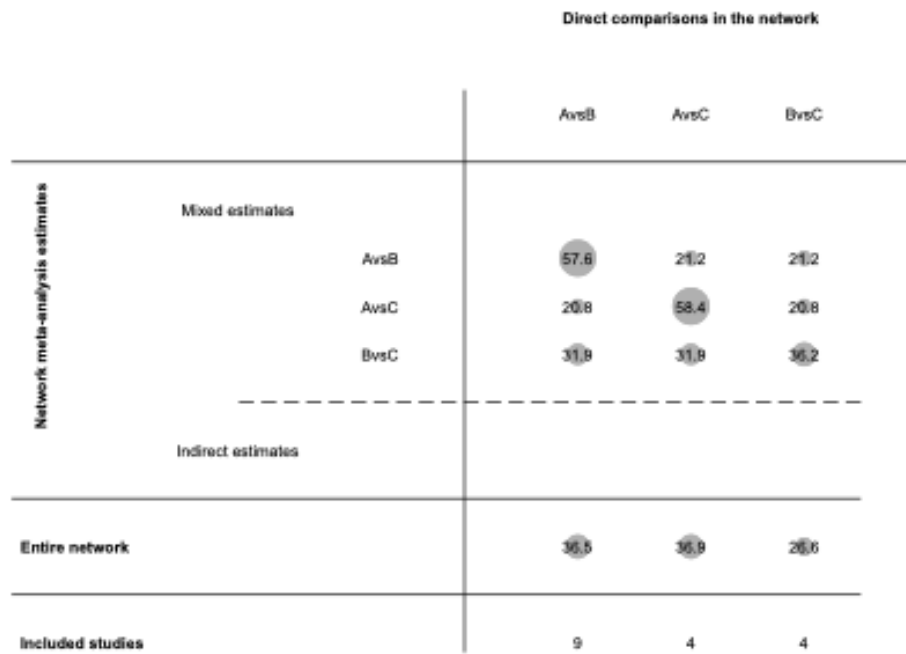 Direct comparisons in the network
AvsB AvsC BvsC
Network meta-analysis estimates
Mixed estimates
AvsB 57.6 21.2 21.2
AvsC 20.8 58.4 20.8
BvsC 31.9 31.9 36.2
Indirect estimates
Entire network 36.5 36.9 26.6
Included studies 9 4 4